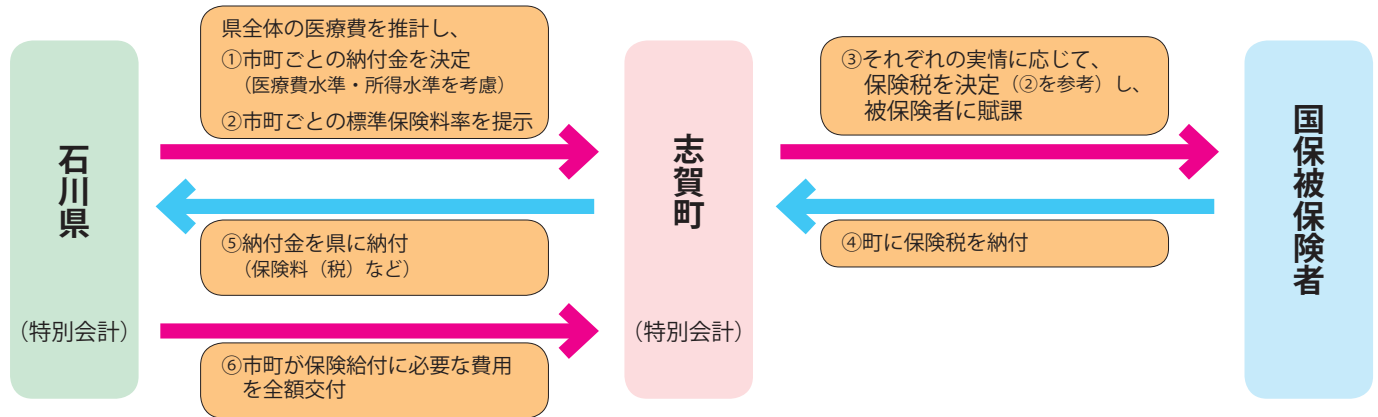 石川県
（特別会計）
県全体の医療費を推計し、
①市町ごとの納付金を決定
（医療費水準・所得水準を考慮）
②市町ごとの標準保険料率を提示
⑤納付金を県に納付
（保険料（税）など）
⑥市町が保険給付に必要な費用
を全額交付
志賀町
（特別会計）
③それぞれの実情に応じて、
保険税を決定（②を参考）し、
被保険者に賦課
④町に保険税を納付
国保被保険者